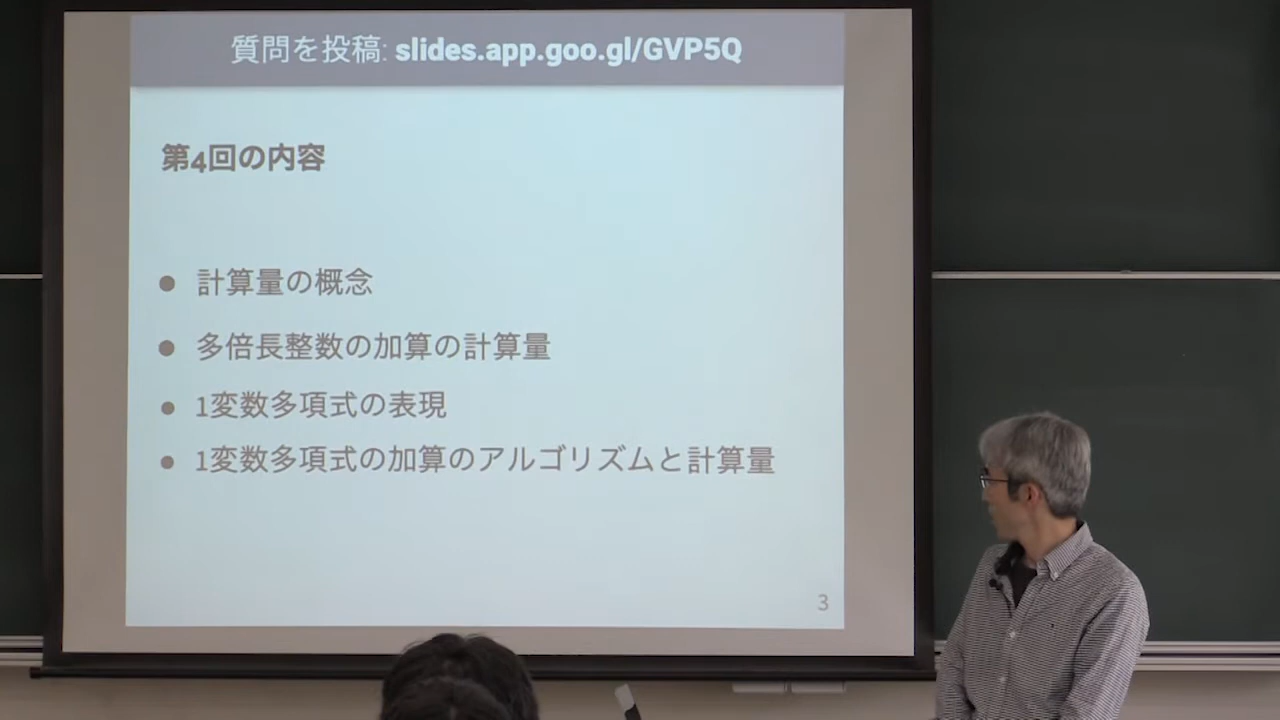 質問を投稿: slides.app.goo.gl/GVP5Q
第4回の内容
● 計算量の概念
● 多倍長整数の加算の計算量
● 1変数多項式の表現
● 1変数多項式の加算のアルゴリズムと計算量
3